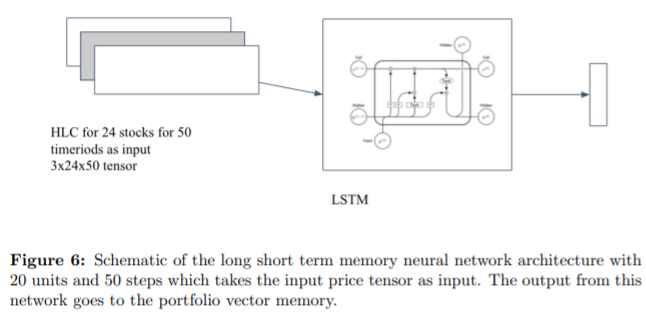 HLC for 24 stocks for 50
timeriods as input
3x24x50 tensor
LSTM
Figure 6: Schematic of the long short term memory neural network architecture with
20 units and 50 steps which takes the input price tensor as input. The output from this
network goes to the portfolio vector memory.